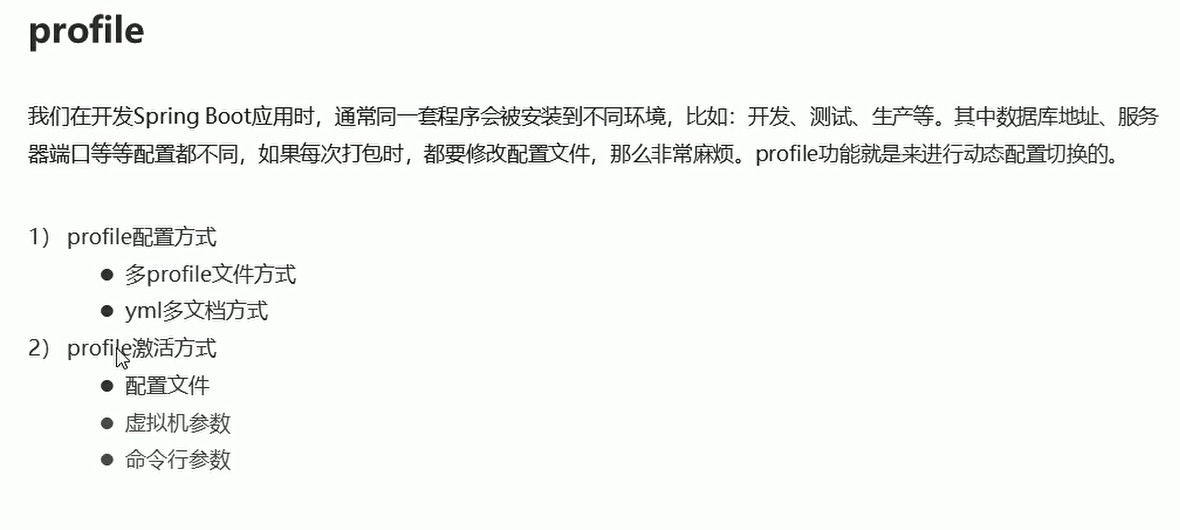 profile
我们在开发Spring Boot应用时，通常同一套程序会被安装到不同环境，比如：开发、测试、生产等。其中数据库地址、服务
器端口等等配置都不同，如果每次打包时，都要修改配置文件，那么非常麻烦。profile功能就是来进行动态配置切换的。
1） profile配置方式
● 多profile文件方式
● yml多文档方式
2） profile激活方式
● 配置文件
● 虚拟机参数
● 命令行参数